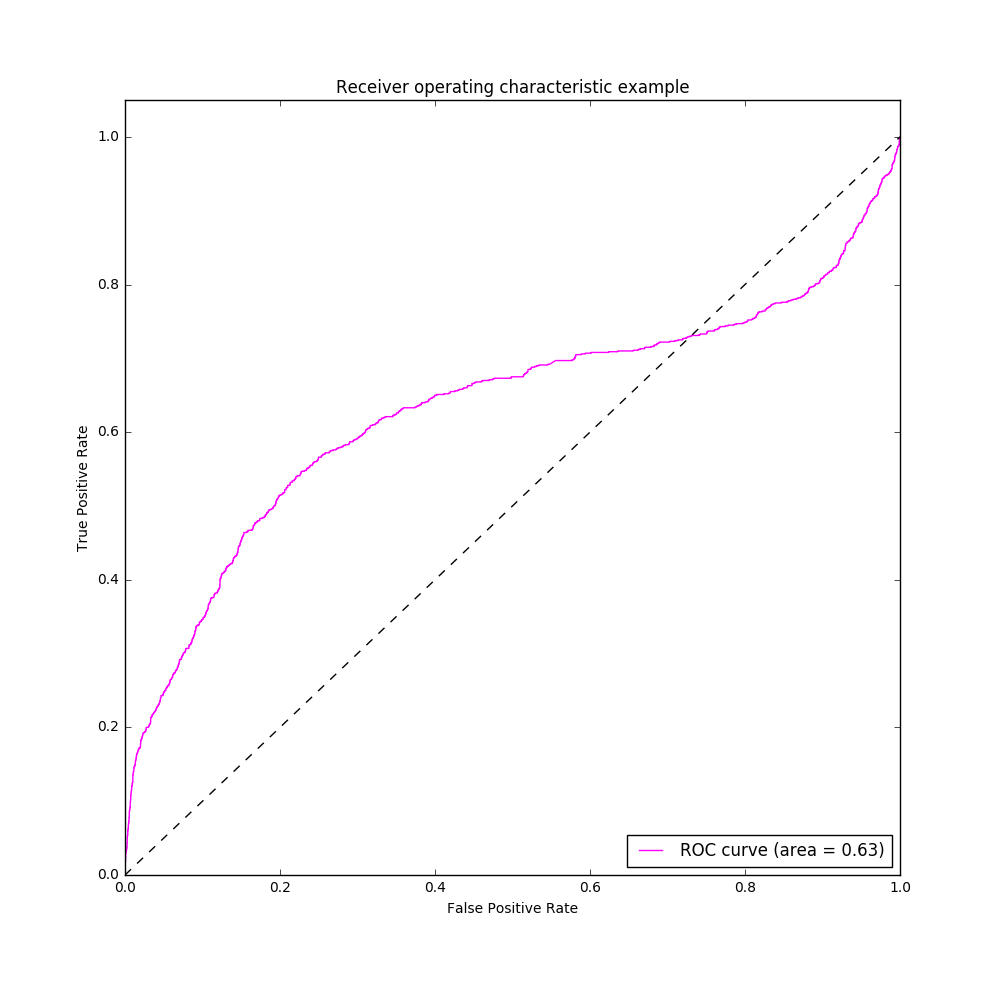 Receiver operating characteristic example
1.0
0.8
0.6
0.4
0.2
0.0
True Positive Rate
ROC curve (area = 0.63)
0.0 0.2 0.4 0.6 0.8 1.0
False Positive Rate